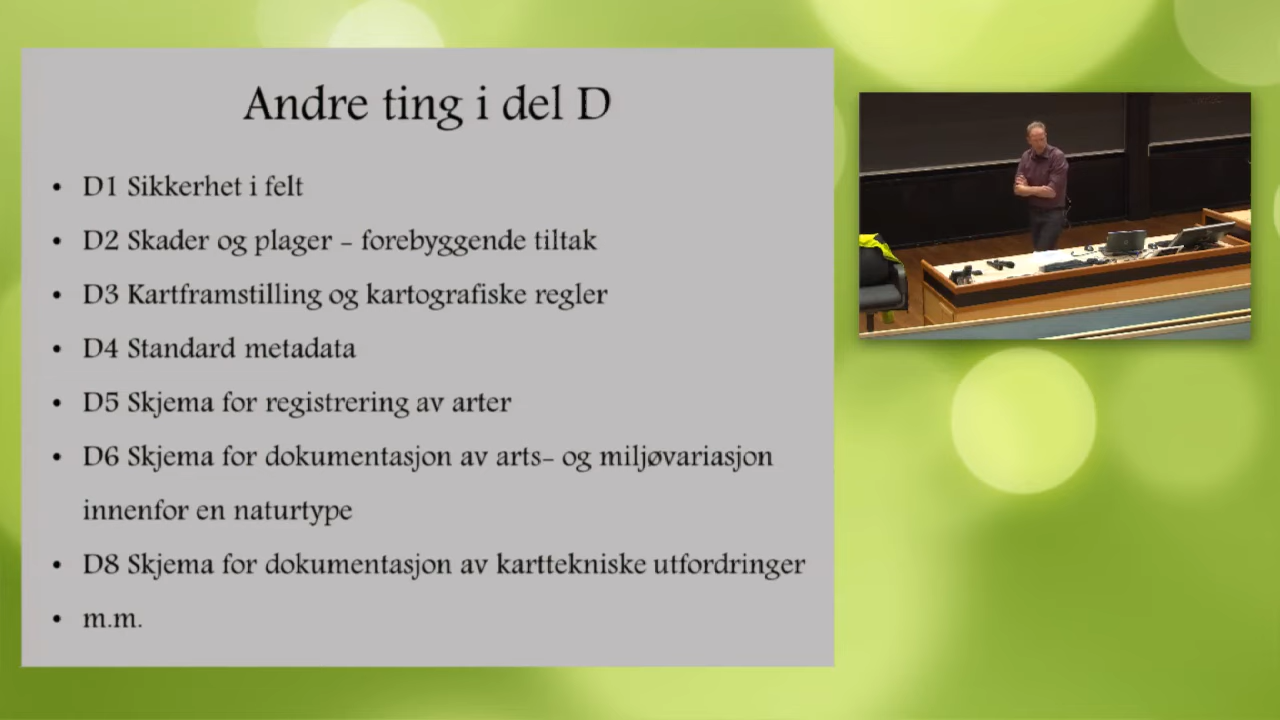 Andre ting i del D
• D1 Sikkerhet i felt
• D2 Skader og plager – forebyggende tiltak
• D3 Kartframstilling og kartografiske regler
• D4 Standard metadata
• D5 Skjema for registrering av arter
• D6 Skjema for dokumentasjon av arts– og miljøvariasjon
innenfor en naturtype
• D8 Skjema for dokumentasjon av karttekniske utfordringer
• m.m.